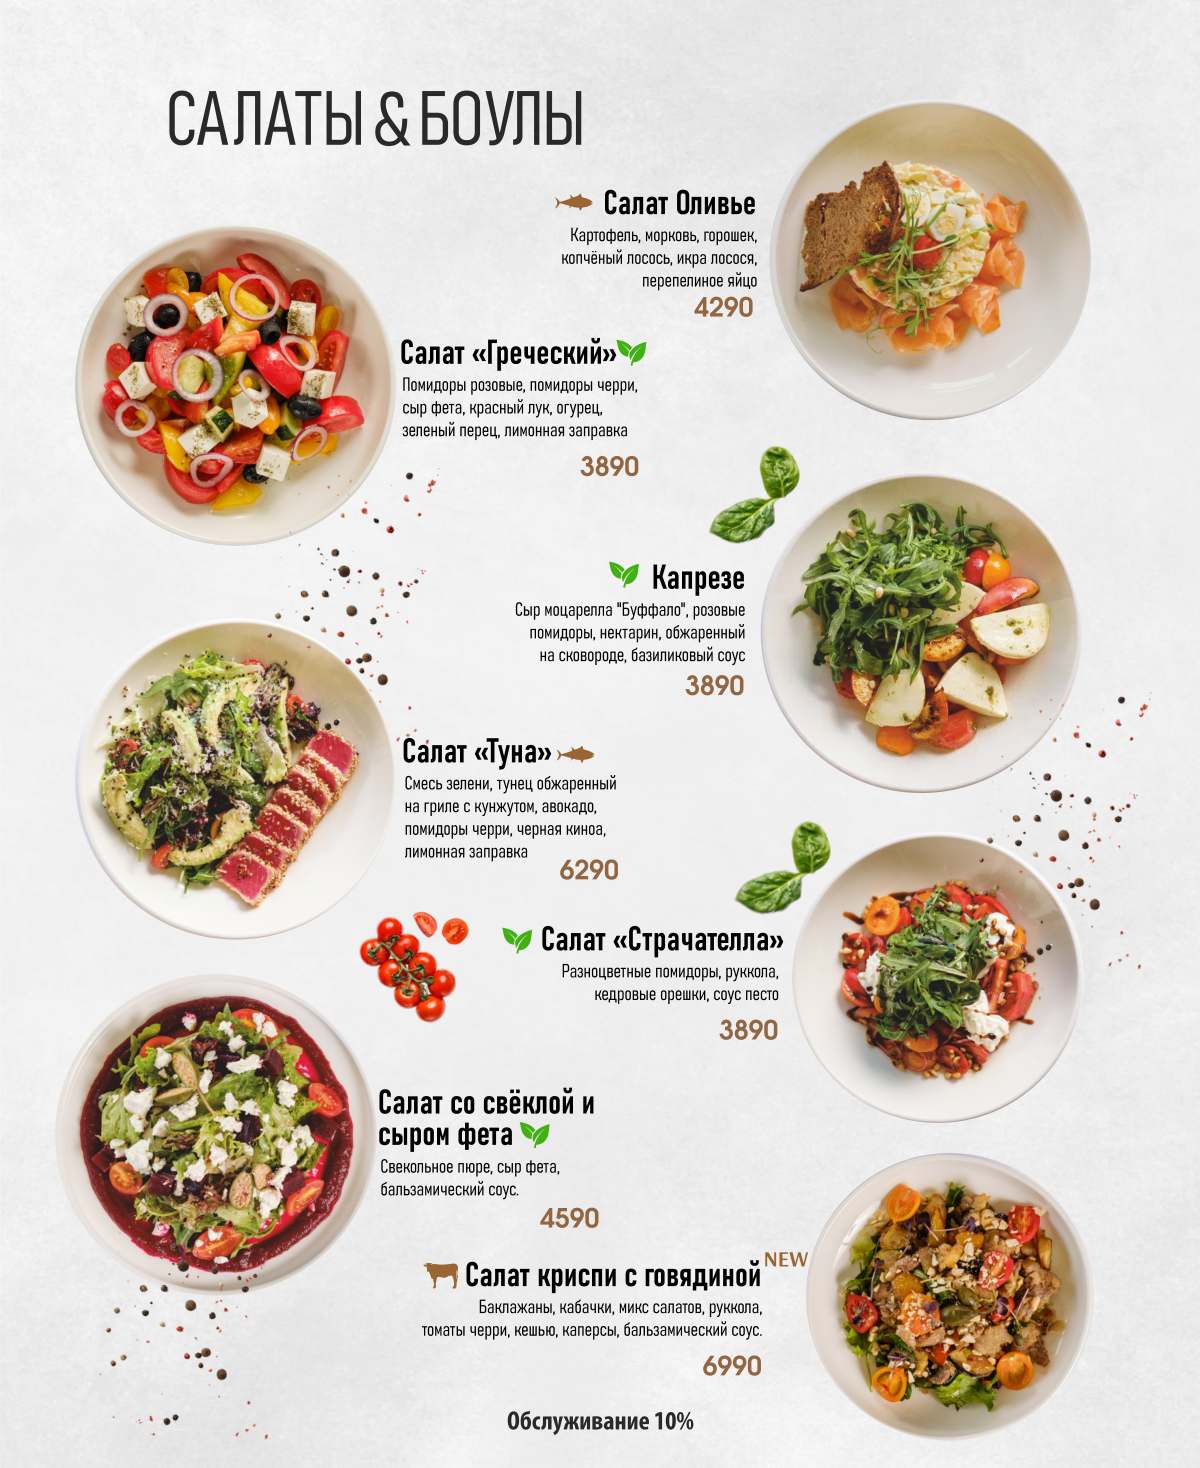 САЛАТЫ & БОУЛЫ
Салат Оливье
Картофель, морковь, горошек,
копчёный лосось, икра лосося,
перепелиное яйцо
4290
Салат «Греческий»
Помидоры розовые, помидоры черри,
сыр фета, красный лук, огурец,
зеленый перец, лимонная заправка
3890
Капрезе
Сыр моцарелла "Буффало", розовые
помидоры, нектарин, обжаренный
на сковороде, базиликовый соус
3890
Салат «Туна»
Смесь зелени, тунец обжаренный
на гриле с кунжутом, авокадо,
помидоры черри, черная киноа,
лимонная заправка
6290
Салат «Страчателла»
Разноцветные помидоры, руккола,
кедровые орешки, соус песто
3890
Салат со свёклой и
сыром фета
Свекольное пюре, сыр фета,
бальзамический соус.
4590
Салат криспи с говядиной NEW
Баклажаны, кабачки, микс салатов, руккола,
томаты черри, кешью, каперсы, бальзамический соус.
6990
Обслуживание 10%